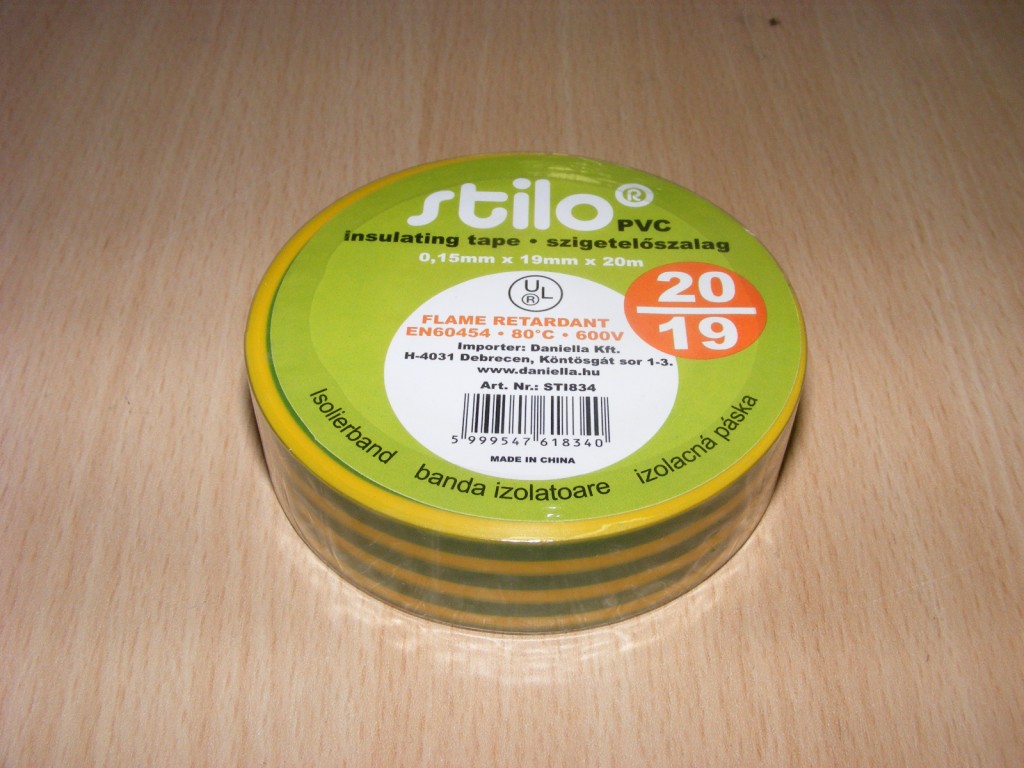 stilo®
PVC
insulating tape • szigetelőszalag
0,15mm x 19mm x 20m
20
19
UL
®
FLAME RETARDANT
EN60454 • 80°C • 600V
Importer: Daniella Kft.
H-4031 Debrecen, Köntösgát sor 1-3.
www.daniella.hu
Art. Nr.: STI834
5 999547 618340
MADE IN CHINA
Isolierband
banda izolatoare
izolacná páska